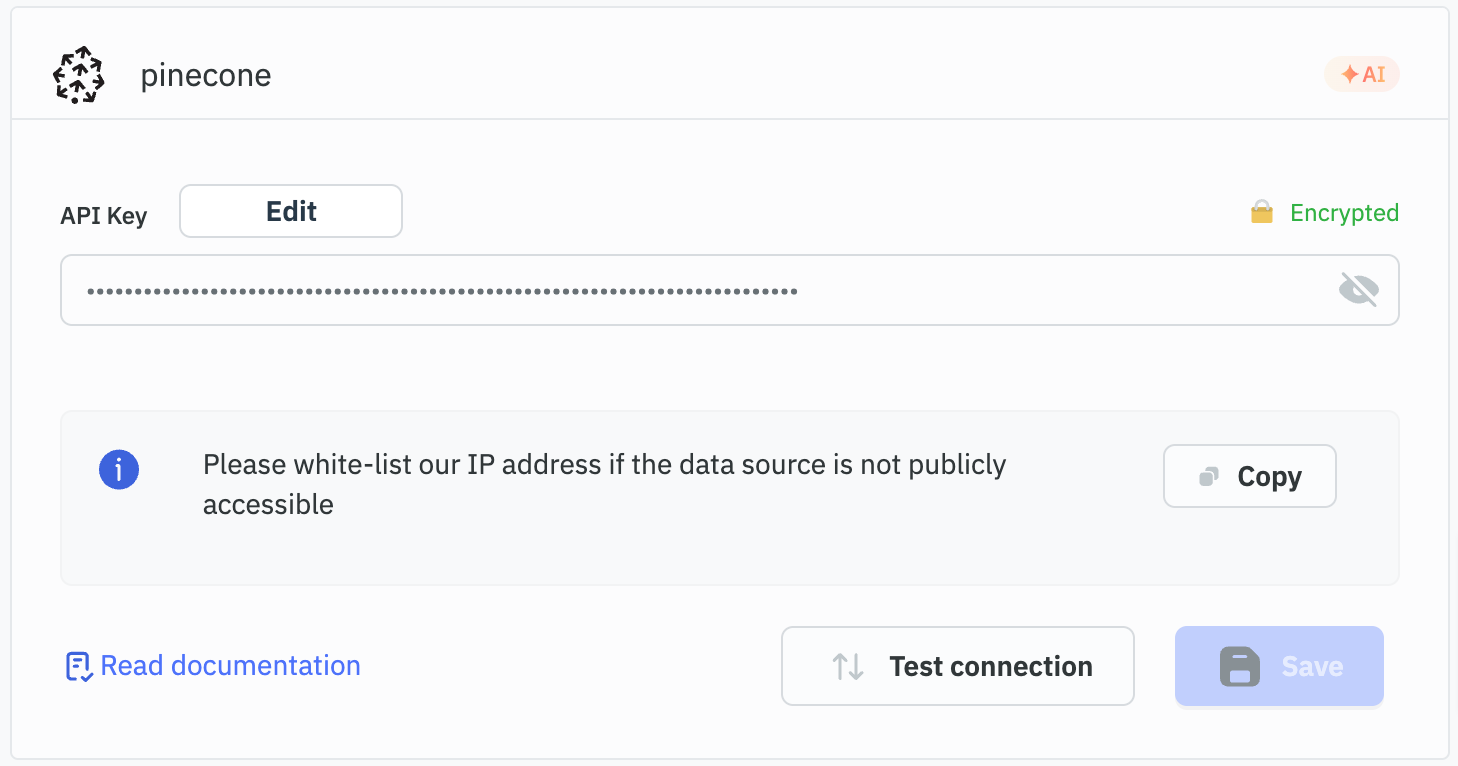 pinecone
AI
API Key
Edit
Encrypted
Please white-list our IP address if the data source is not publicly
accessible
Copy
Read documentation
Test connection
Save